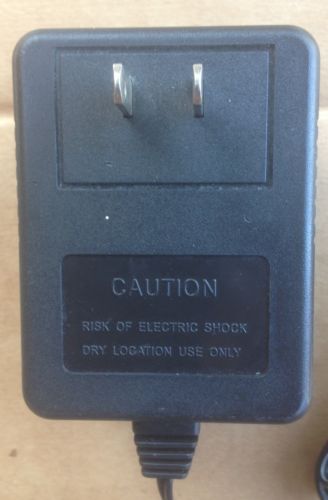 CAUTION
RISK OF ELECTRIC SHOCK
DRY LOCATION USE ONLY